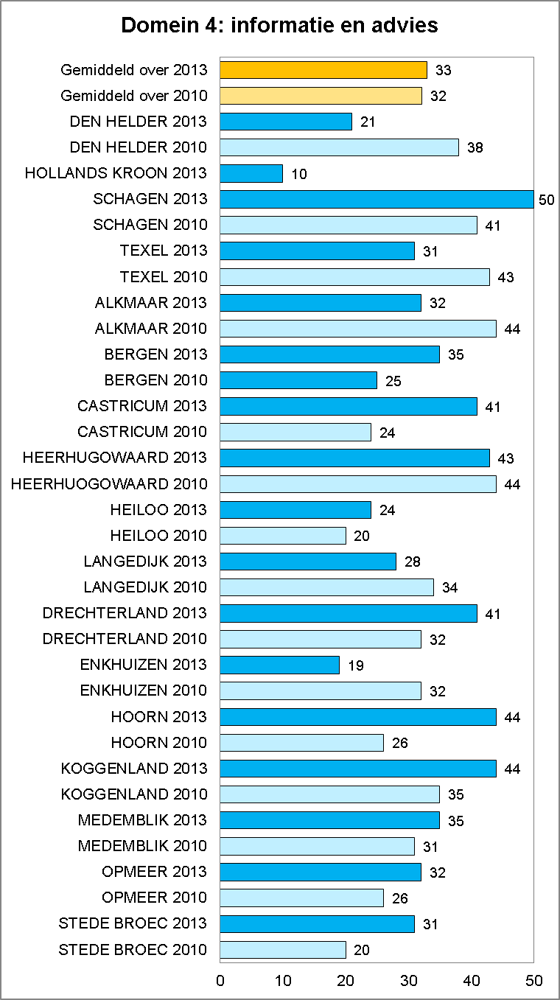 Domein 4: informatie en advies
Gemiddeld over 2013 33
Gemiddeld over 2010 32
DEN HELDER 2013 21
DEN HELDER 2010 38
HOLLANDS KROON 2013 10
SCHAGEN 2013 50
SCHAGEN 2010 41
TEXEL 2013 31
TEXEL 2010 43
ALKMAAR 2013 32
ALKMAAR 2010 44
BERGEN 2013 35
BERGEN 2010 25
CASTRICUM 2013 41
CASTRICUM 2010 24
HEERHUGOWAARD 2013 43
HEERHUOGOWAARD 2010 44
HEILOO 2013 24
HEILOO 2010 20
LANGEDIJK 2013 28
LANGEDIJK 2010 34
DRECHTERLAND 2013 41
DRECHTERLAND 2010 32
ENKHUIZEN 2013 19
ENKHUIZEN 2010 32
HOORN 2013 44
HOORN 2010 26
KOGGENLAND 2013 44
KOGGENLAND 2010 35
MEDEMBLIK 2013 35
MEDEMBLIK 2010 31
OPMEER 2013 32
OPMEER 2010 26
STEDE BROEC 2013 31
STEDE BROEC 2010 20
0 10 20 30 40 50